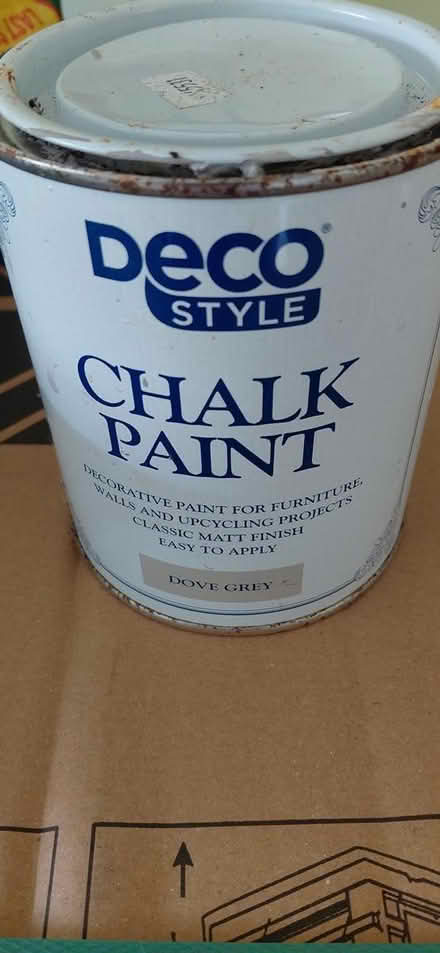 Deco®
STYLE
CHALK
PAINT
DECORATIVE PAINT FOR FURNITURE,
WALLS AND UPCYCLING PROJECTS
CLASSIC MATT FINISH
EASY TO APPLY
DOVE GREY